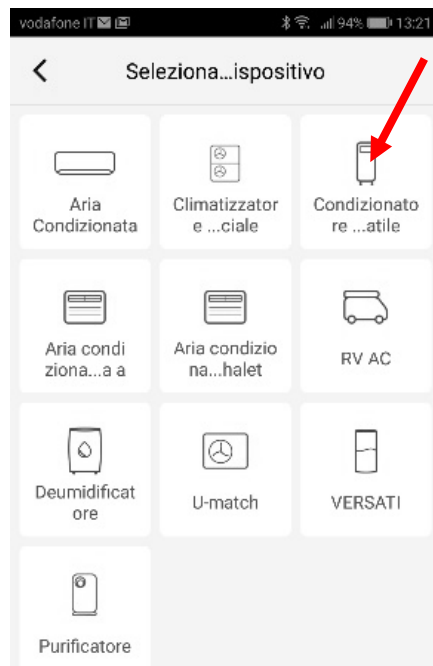 vodafone IT 94% 13:21
Seleziona...ispositivo
Aria
Condizionata
Climatizzator
e ...ciale
Condizionato
re ...atile
Aria condi
ziona...a a
Aria condizio
na...halet
RV AC
Deumidificat
ore
U-match
VERSATI
Purificatore